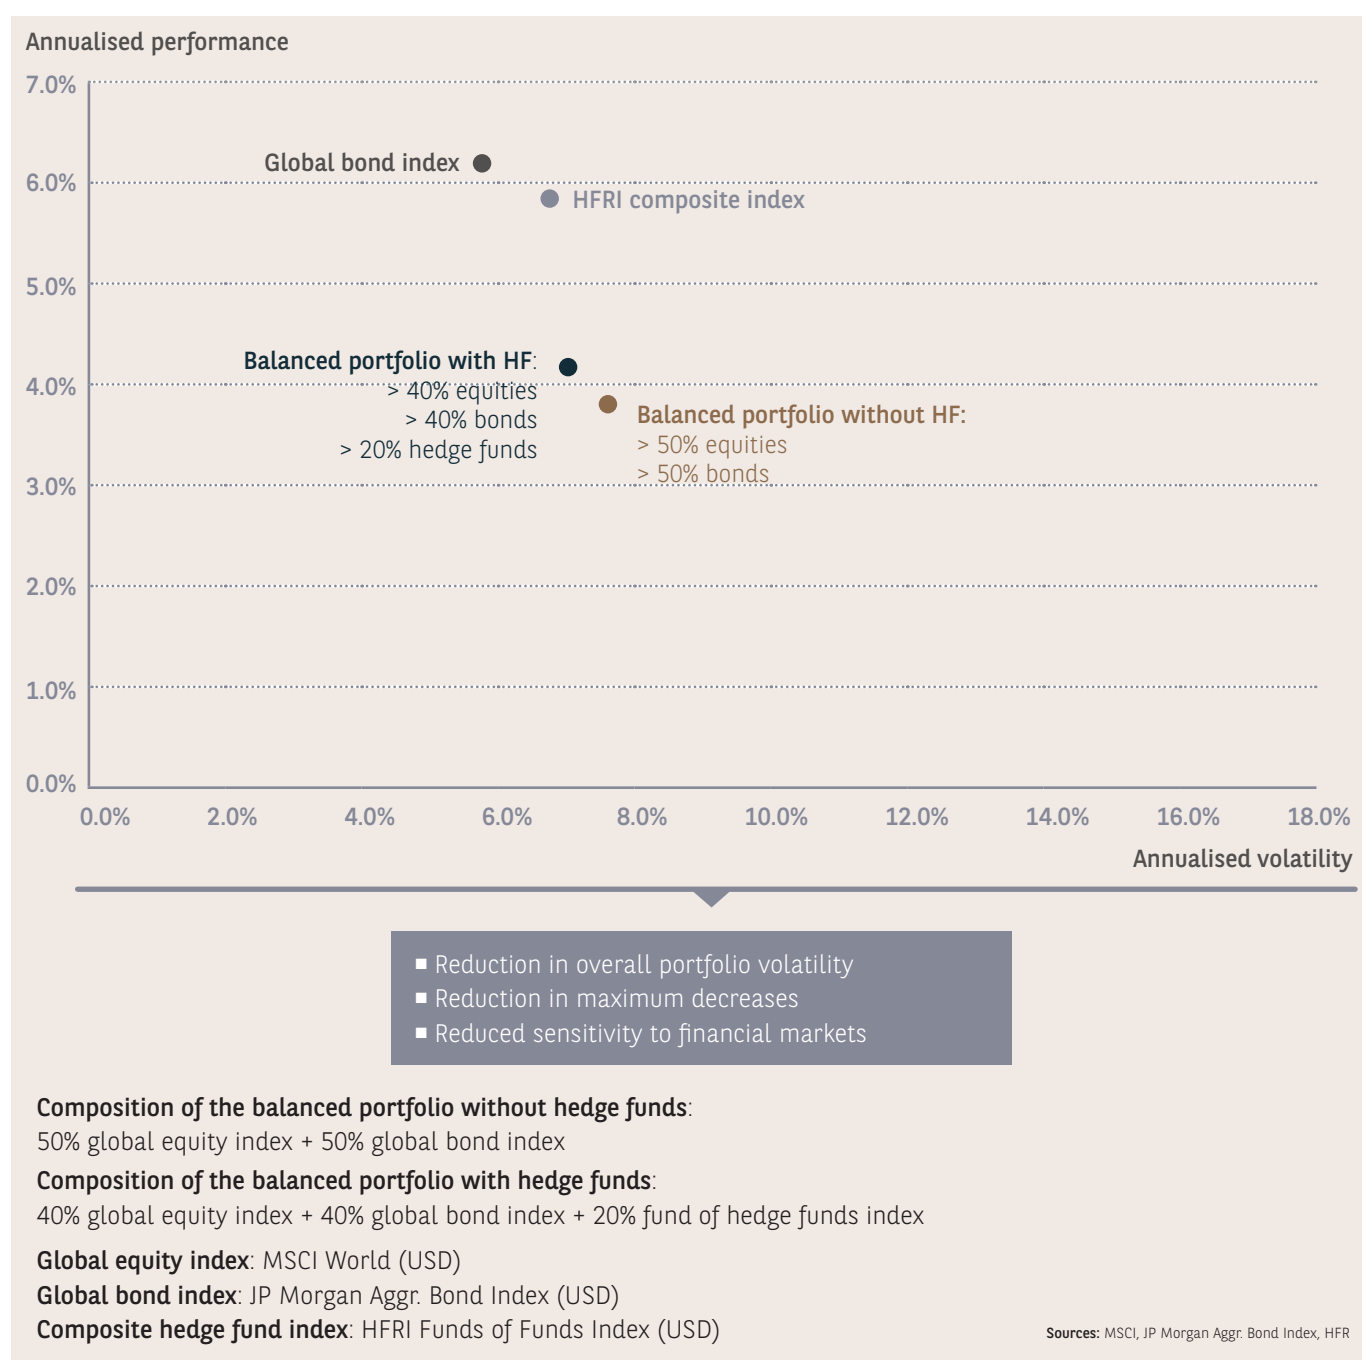 Annualised performance
7.0%
Global bond index
6.0%
HFRI composite index
5.0%
Balanced portfolio with HF:
4.0%
> 40% equities
> 40% bonds
> 20% hedge funds
Balanced portfolio without HF:
> 50% equities
> 50% bonds
3.0%
2.0%
1.0%
0.0%
0.0% 2.0% 4.0% 6.0% 8.0% 10.0% 12.0% 14.0% 16.0% 18.0%
Annualised volatility
■ Reduction in overall portfolio volatility
■ Reduction in maximum decreases
■ Reduced sensitivity to financial markets
Composition of the balanced portfolio without hedge funds:
50% global equity index + 50% global bond index
Composition of the balanced portfolio with hedge funds:
40% global equity index + 40% global bond index + 20% fund of hedge funds index
Global equity index: MSCI World (USD)
Global bond index: JP Morgan Aggr. Bond Index (USD)
Composite hedge fund index: HFRI Funds of Funds Index (USD)
Sources: MSCI, JP Morgan Aggr. Bond Index, HFR